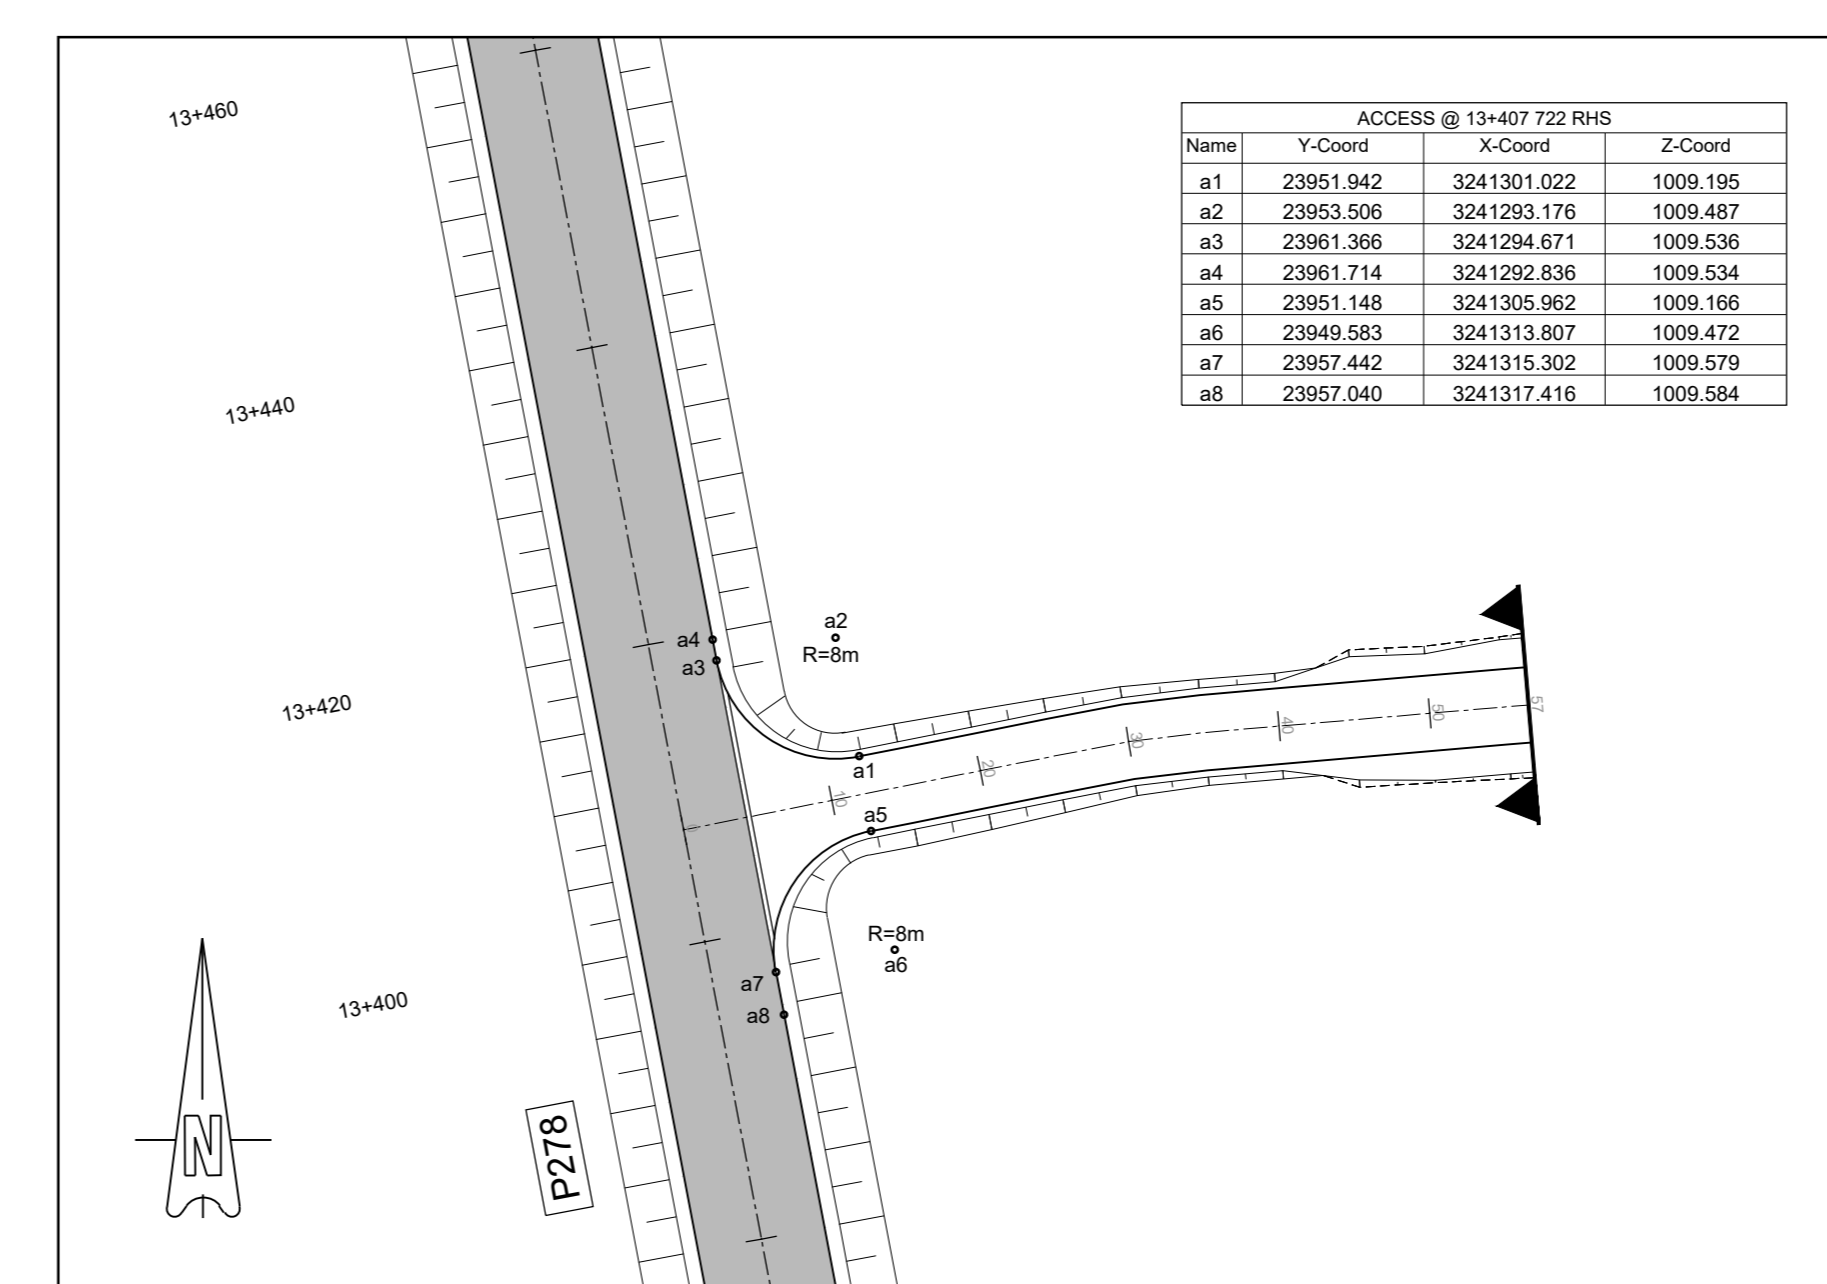 13+460
ACCESS @ 13+407 722 RHS
Name Y-Coord X-Coord Z-Coord
a1 23951.942 3241301.022 1009.195
a2 23953.506 3241293.176 1009.487
a3 23961.366 3241294.671 1009.536
a4 23961.714 3241292.836 1009.534
a5 23951.148 3241305.962 1009.166
a6 23949.583 3241313.807 1009.472
a7 23957.442 3241315.302 1009.579
a8 23957.040 3241317.416 1009.584
13+440
a2
R=8m
a4
a3
13+420
a1
0
10
20
30
40
50
57
a5
R=8m
a6
a7
a8
13+400
N
P278